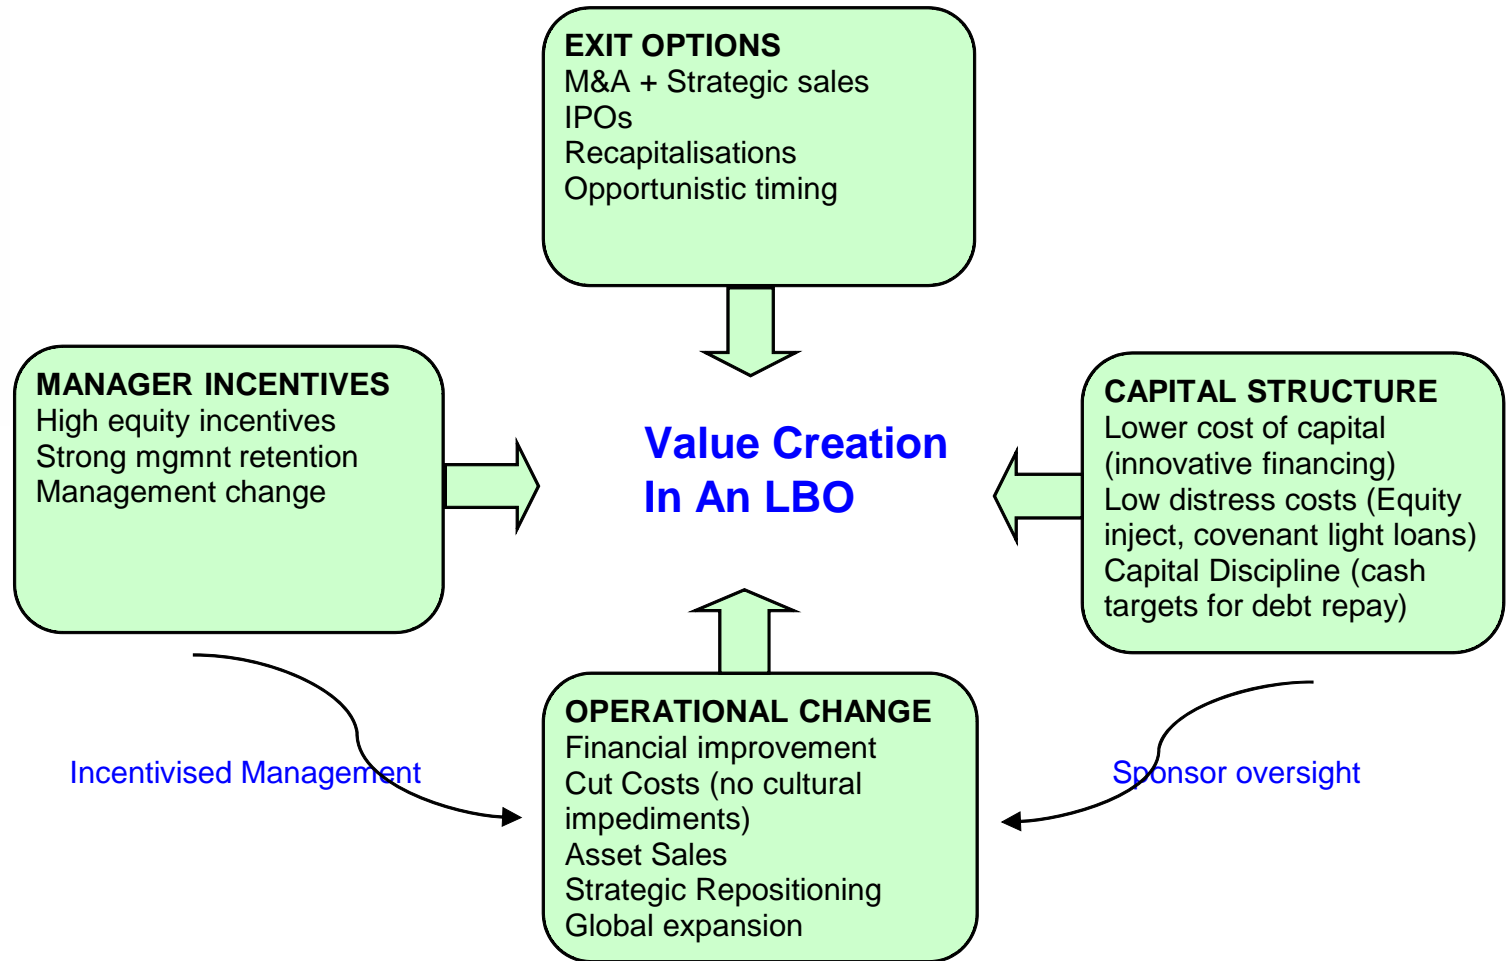 EXIT OPTIONS
M&A + Strategic sales
IPOs
Recapitalisations
Opportunistic timing
MANAGER INCENTIVES
High equity incentives
Strong mgmnt retention
Management change
Value Creation
In An LBO
CAPITAL STRUCTURE
Lower cost of capital
(innovative financing)
Low distress costs (Equity
inject, covenant light loans)
Capital Discipline (cash
targets for debt repay)
Incentivised Management
OPERATIONAL CHANGE
Financial improvement
Cut Costs (no cultural
impediments)
Asset Sales
Strategic Repositioning
Global expansion
Sponsor oversight